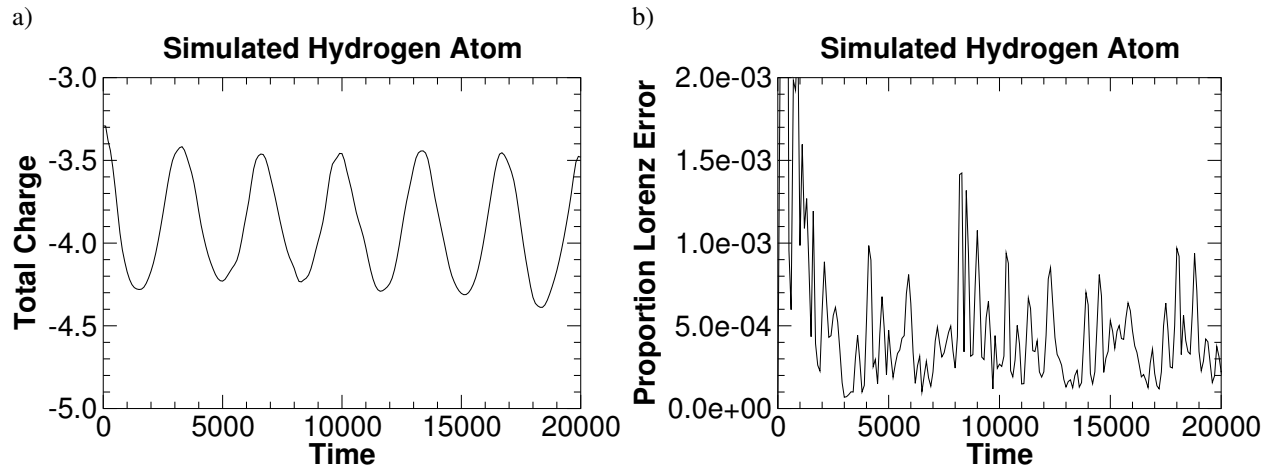 a)
Simulated Hydrogen Atom
Total Charge
-3.0
-3.5
-4.0
-4.5
-5.0
0 5000 10000 15000 20000
Time
b)
Simulated Hydrogen Atom
Proportion Lorenz Error
2.0e-03
1.5e-03
1.0e-03
5.0e-04
0.0e+00
0 5000 10000 15000 20000
Time